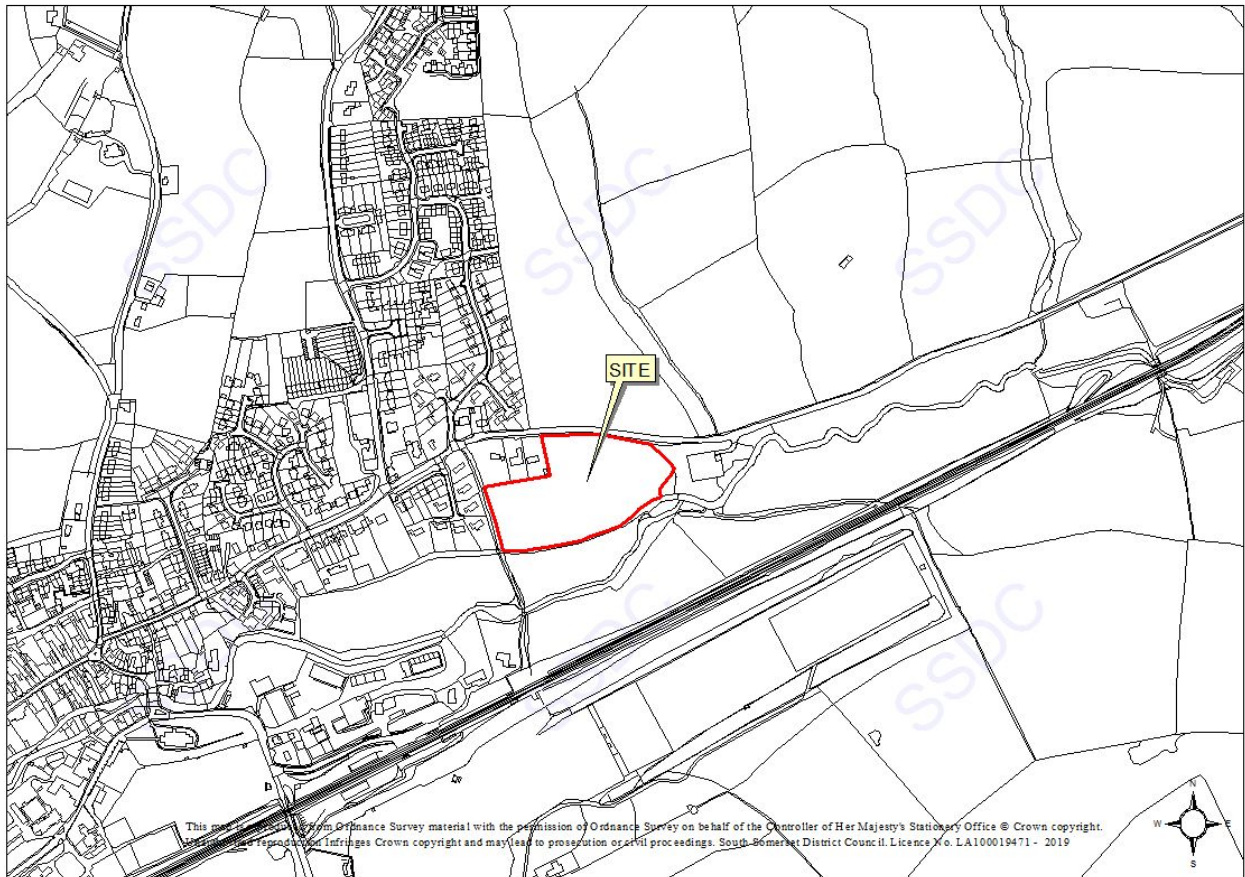 SSDC
SSDC
SSDC
SITE
SSDC
SSDC
SSDC
N
W
E
S
This map is reproduced from Ordnance Survey material with the permission of Ordnance Survey on behalf of the Controller of Her Majesty's Stationery Office © Crown copyright.
Unauthorised reproduction infringes Crown copyright and may lead to prosecution or civil proceedings. South Somerset District Council. Licence No. LA100019471 - 2019